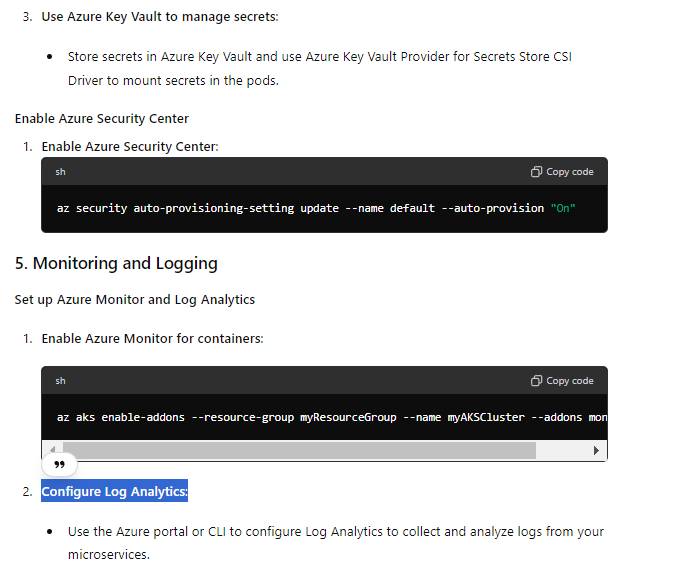 3. Use Azure Key Vault to manage secrets:
• Store secrets in Azure Key Vault and use Azure Key Vault Provider for Secrets Store CSI
Driver to mount secrets in the pods.
Enable Azure Security Center
1. Enable Azure Security Center:
sh Copy code
az security auto-provisioning-setting update --name default --auto-provision "On"
5. Monitoring and Logging
Set up Azure Monitor and Log Analytics
1. Enable Azure Monitor for containers:
sh Copy code
az aks enable-addons --resource-group myResourceGroup --name myAKSCluster --addons mon
2. Configure Log Analytics:
• Use the Azure portal or CLI to configure Log Analytics to collect and analyze logs from your
microservices.